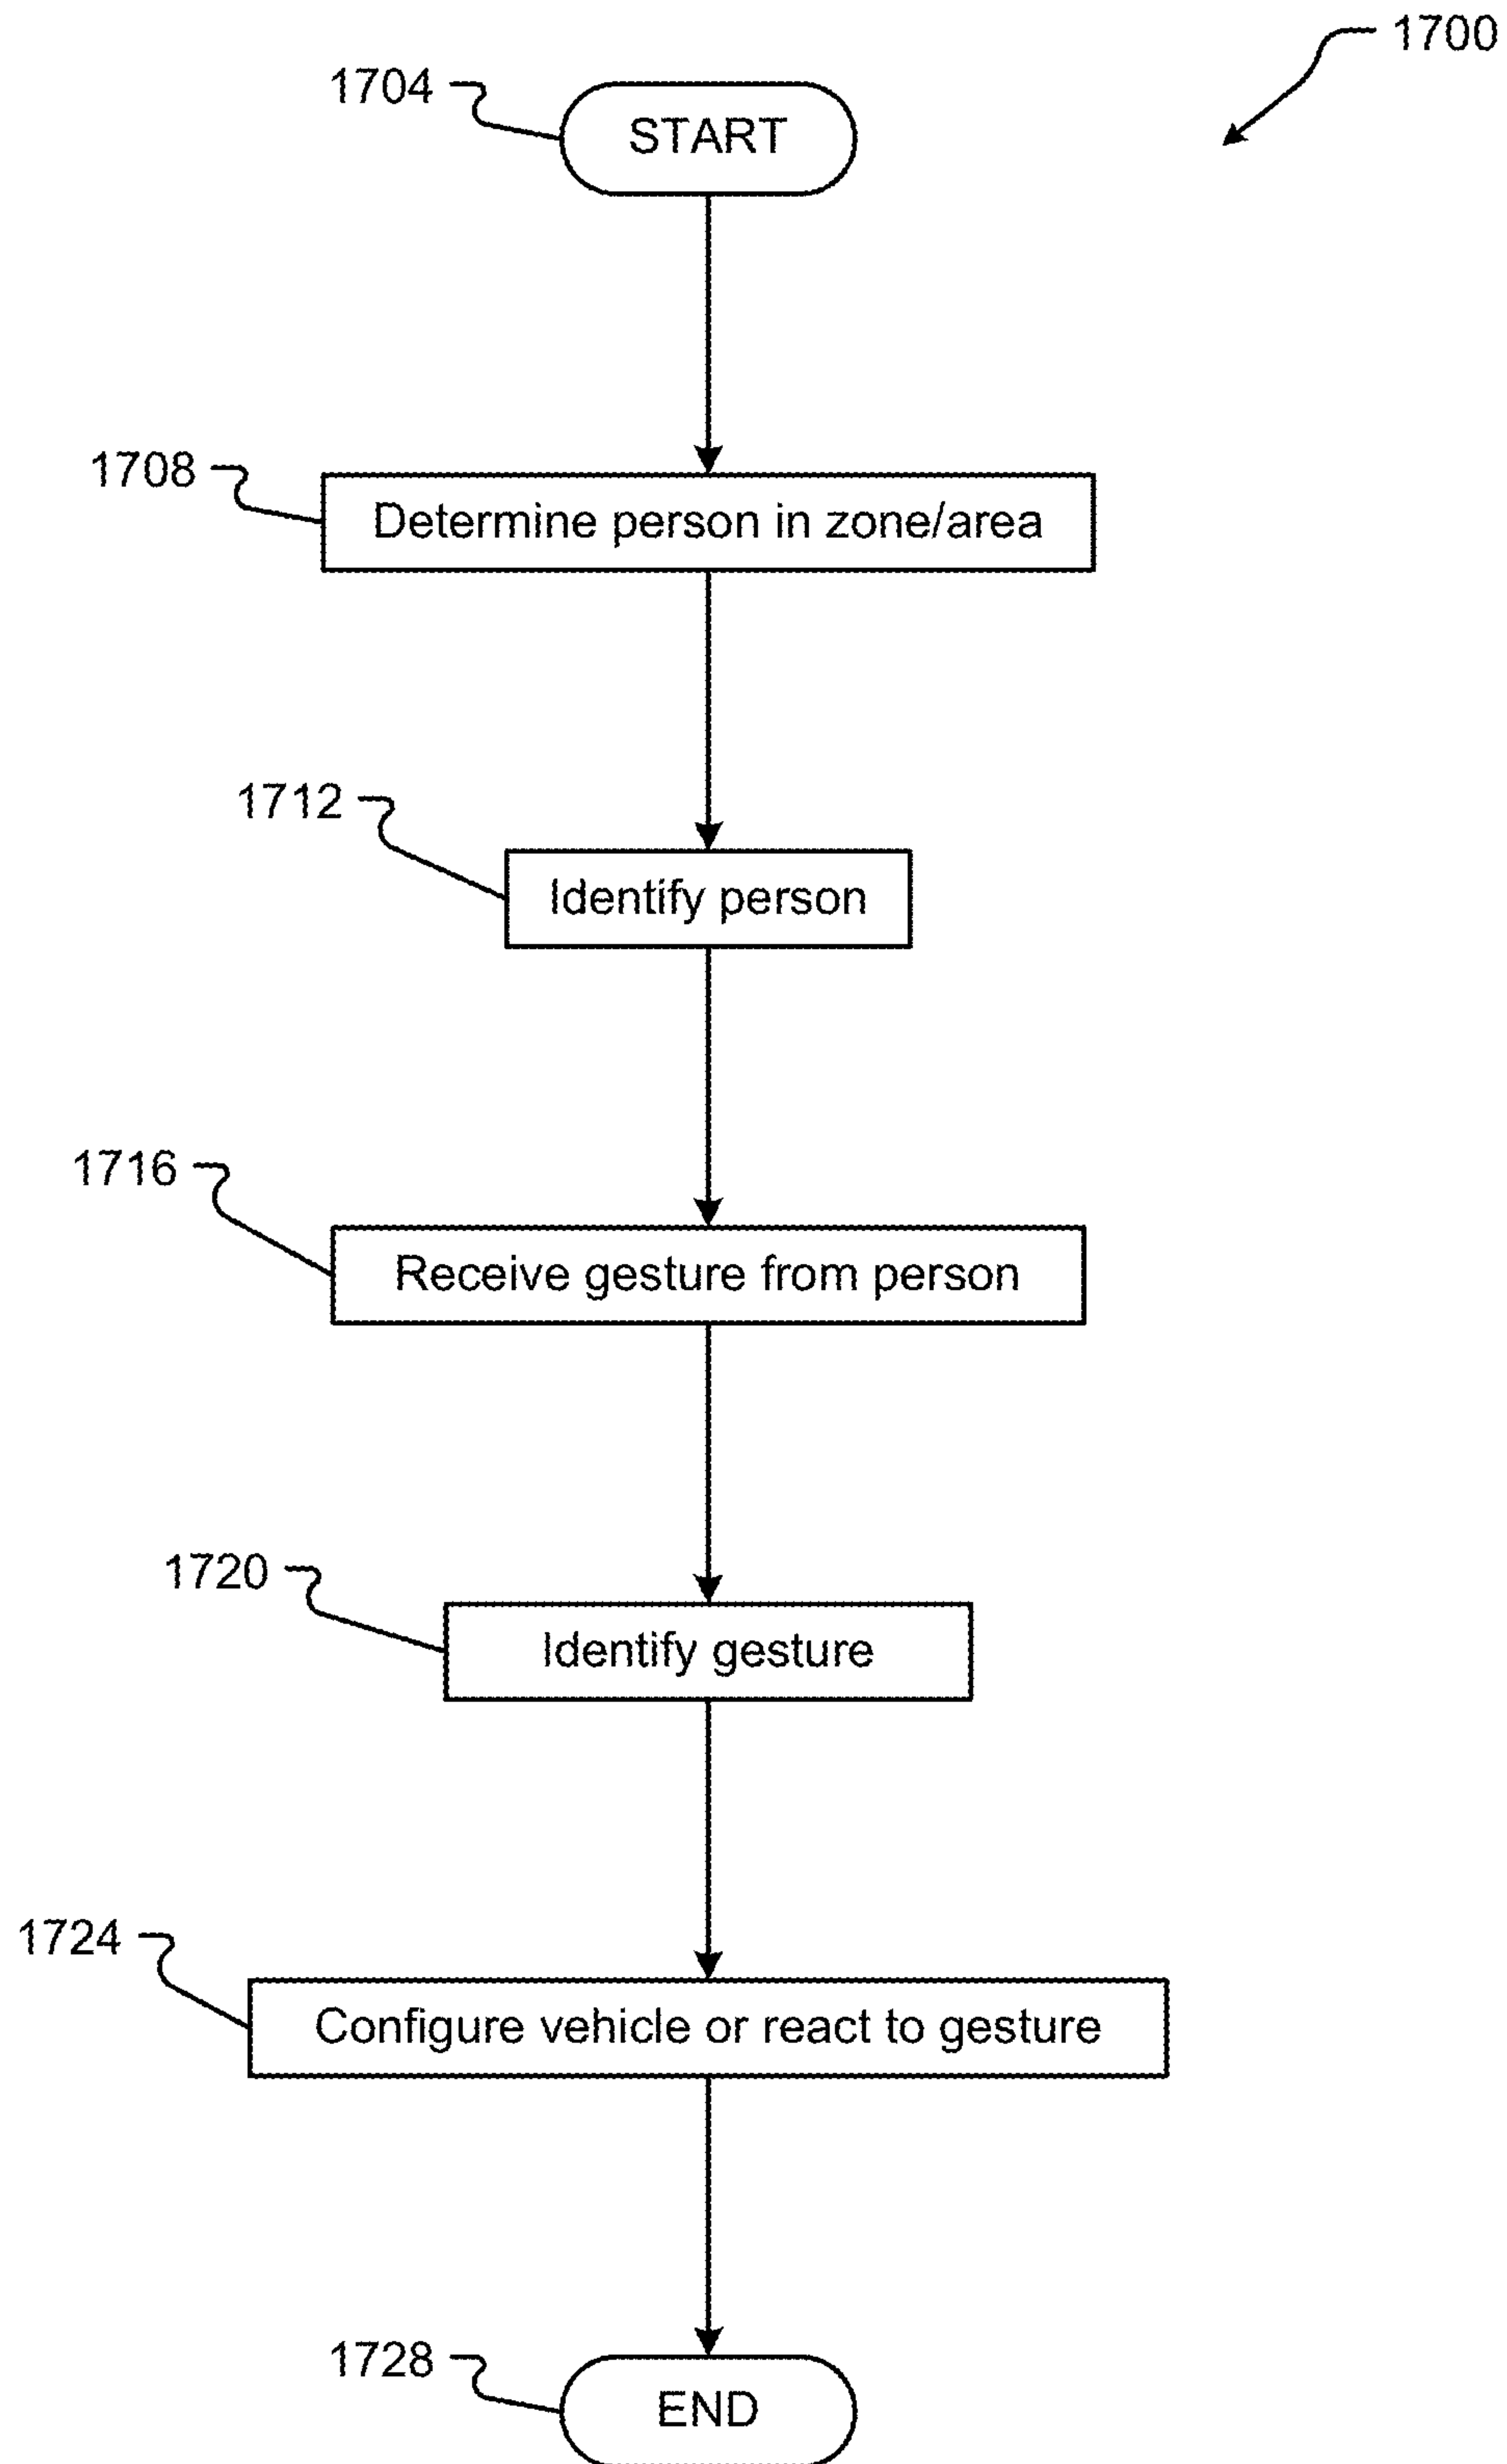 1700
1704
START
1708
Determine person in zone/area
1712
Identify person
1716
Receive gesture from person
1720
Identify gesture
1724
Configure vehicle or react to gesture
1728
END